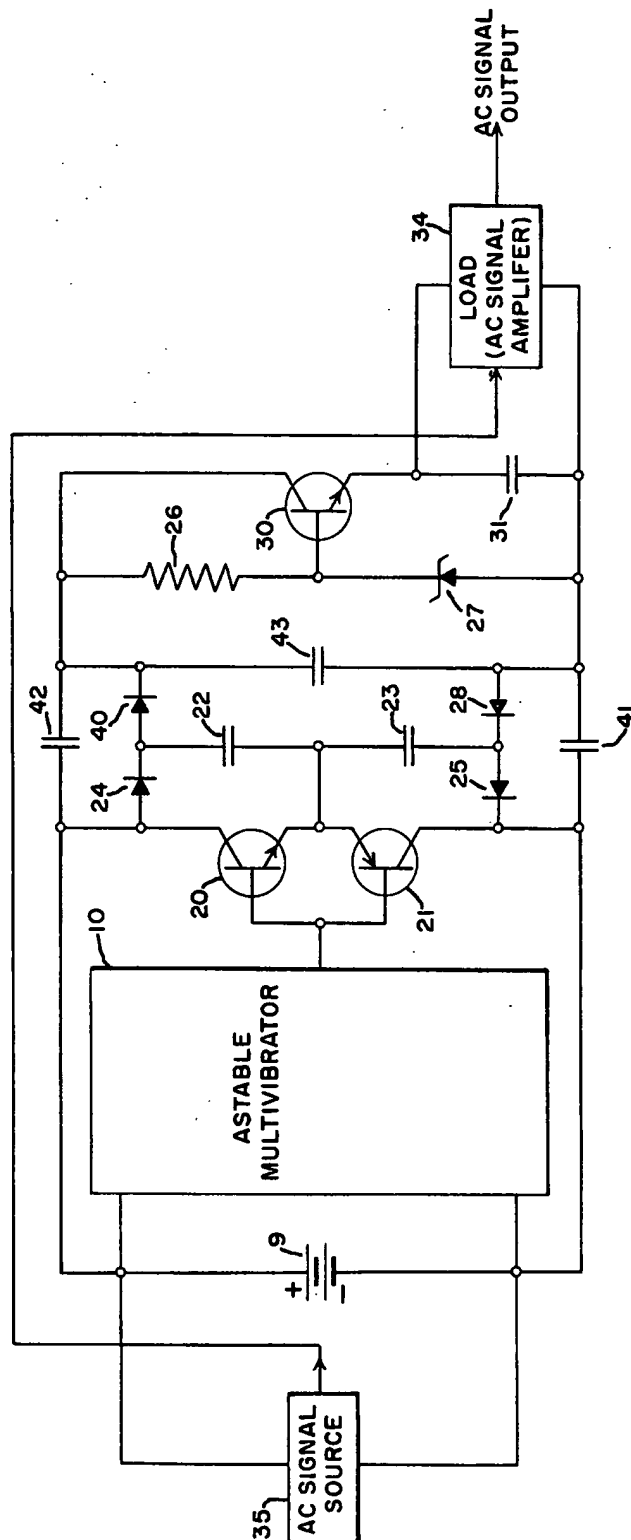 35
AC SIGNAL
SOURCE
9
+
-
10
ASTABLE
MULTIVIBRATOR
20
21
24
40
22
23
25
28
42
43
41
26
30
27
31
34
LOAD
(AC SIGNAL
AMPLIFER)
AC SIGNAL
OUTPUT